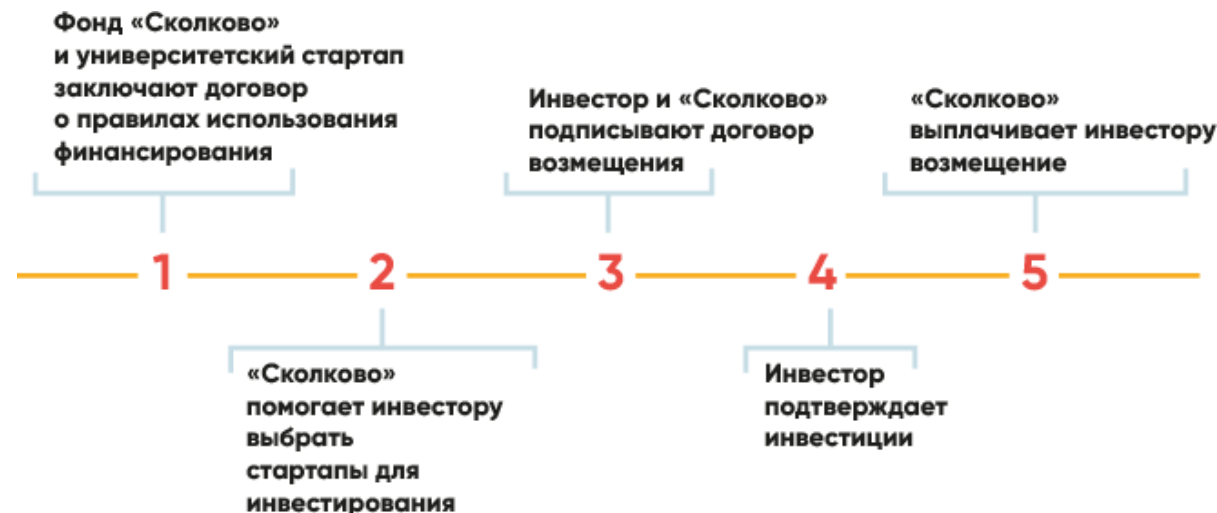 Фонд «Сколково»
и университетский стартап
заключают договор
о правилах использования
финансирования
Инвестор и «Сколково»
подписывают договор
возмещения
«Сколково»
выплачивает инвестору
возмещение
1
2
3
4
5
«Сколково»
помогает инвестору
выбрать
стартапы для
инвестирования
Инвестор
подтверждает
инвестиции